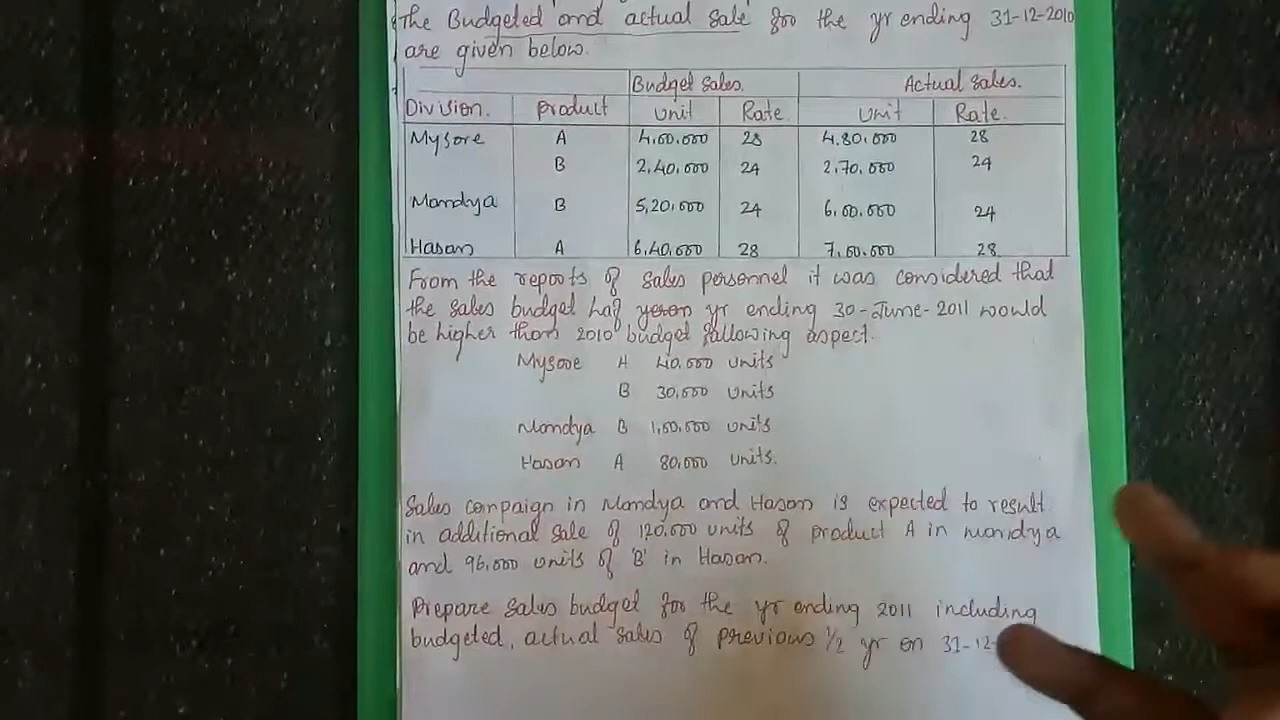 The Budgeted and actual sale for the yr ending 31-12-2010
are given below.
Budget Sales. Actual Sales.
Division. Product Unit Rate Unit Rate.
Mysore A 4,00,000 28 4,80,000 28
B 2,40,000 24 2,70,000 24
Mandya B 5,20,000 24 6,00,000 24
Hasan A 6,40,000 28 7,60,000 28
From the reports of sales personnel it was considered that
the sales budget half yr ending 30-June-2011 would
be higher than 2010 budget fallowing aspect.
Mysore A 40,000 units
B 30,000 units
Mandya B 1,00,000 units
Hasan A 80,000 units.
Sales campaign in Mandya and Hasan is expected to result
in additional sale of 120,000 units of product A in mandya
and 96,000 units of 'B' in Hasan.
Prepare Sales budget for the yr ending 2011 including
budgeted, actual sales of previous 1/2 yr on 31-12-